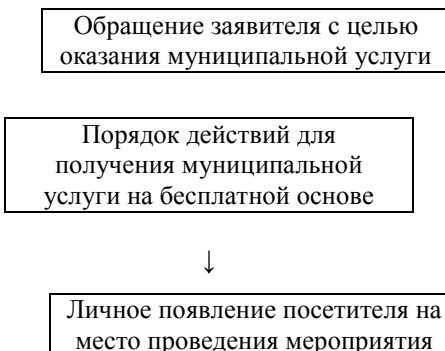 Обращение заявителя с целью
оказания муниципальной услуги
Порядок действий для
получения муниципальной
услуги на бесплатной основе
↓
Личное появление посетителя на
место проведения мероприятия